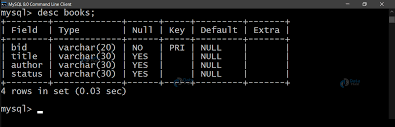 MySQL 8.0 Command Line Client
mysql> desc books;
+--------+-------------+------+-----+---------+-------+
| Field | Type | Null | Key | Default | Extra |
+--------+-------------+------+-----+---------+-------+
| bid | varchar(20) | NO | PRI | NULL | |
| title | varchar(30) | YES | | NULL | |
| author | varchar(30) | YES | | NULL | |
| status | varchar(30) | YES | | NULL | |
+--------+-------------+------+-----+---------+-------+
4 rows in set (0.03 sec)
mysql> _